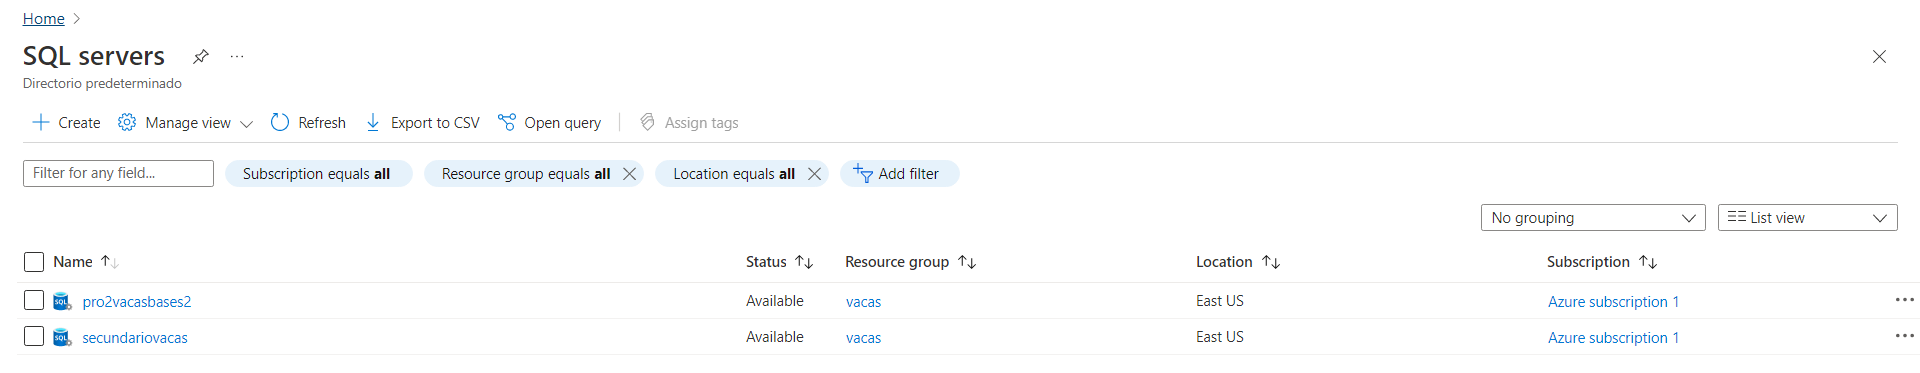 Home
SQL servers
Directorio predeterminado
Create Manage view Refresh Export to CSV Open query Assign tags
Filter for any field... Subscription equals all Resource group equals all Location equals all Add filter
No grouping List view
Name Status Resource group Location Subscription
SQL pro2vacasbases2 Available vacas East US Azure subscription 1
SQL secundariovacas Available vacas East US Azure subscription 1